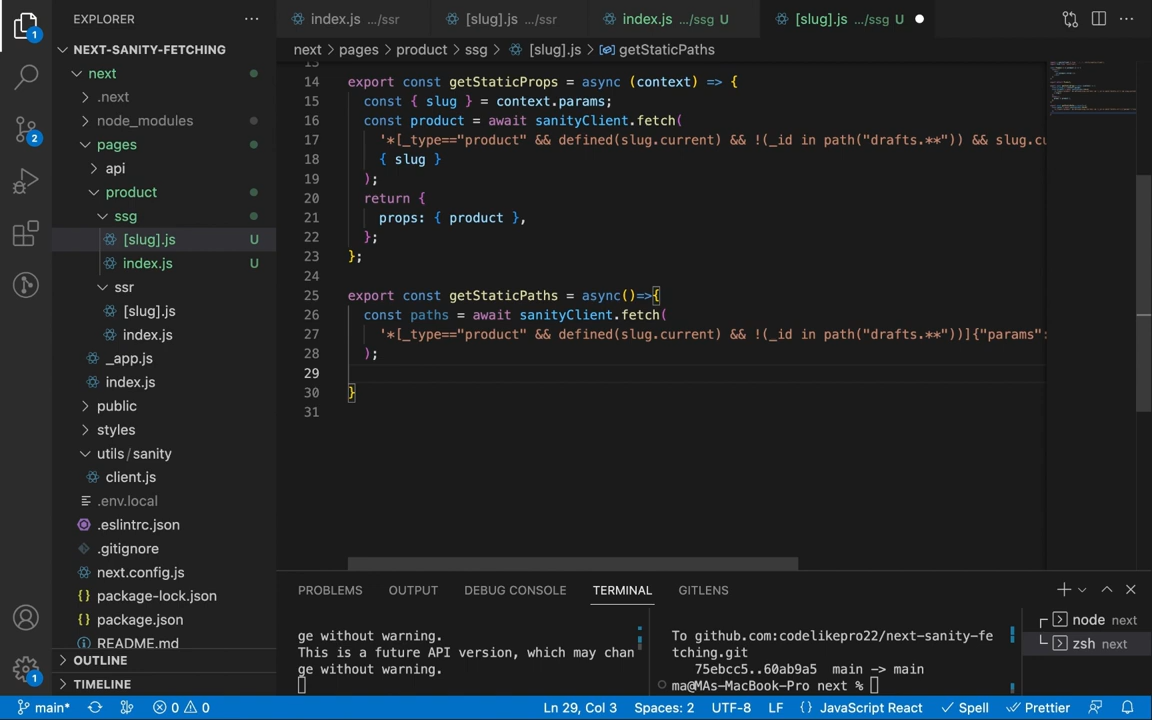 EXPLORER
index.js .../ssr
[slug].js .../ssr
index.js .../ssg U
[slug].js .../ssg U
NEXT-SANITY-FETCHING
next > pages > product > ssg > [slug].js > getStaticPaths
next
.next
node_modules
pages
api
product
ssg
[slug].js U
index.js U
ssr
[slug].js
index.js
_app.js
index.js
public
styles
utils/sanity
client.js
.env.local
.eslintrc.json
.gitignore
next.config.js
package-lock.json
package.json
README.md
OUTLINE
TIMELINE
1
2
1
13
14 export const getStaticProps = async (context) => {
15 const { slug } = context.params;
16 const product = await sanityClient.fetch(
17 '*[_type=="product" && defined(slug.current) && !(_id in path("drafts.**")) && slug.cu
18 { slug }
19 );
20 return {
21 props: { product },
22 };
23 };
24
25 export const getStaticPaths = async()=>{
26 const paths = await sanityClient.fetch(
27 '*[_type=="product" && defined(slug.current) && !(_id in path("drafts.**"))]{"params":
28 );
29
30 }
31
PROBLEMS OUTPUT DEBUG CONSOLE TERMINAL GITLENS
ge without warning.
This is a future API version, which may chan
ge without warning.
To github.com:codelikepro22/next-sanity-fe
tching.git
75ebcc5..60ab9a5 main -> main
ma@MAs-MacBook-Pro next %
node next
zsh next
main* 0 0 Ln 29, Col 3 Spaces: 2 UTF-8 LF {} JavaScript React Spell Prettier